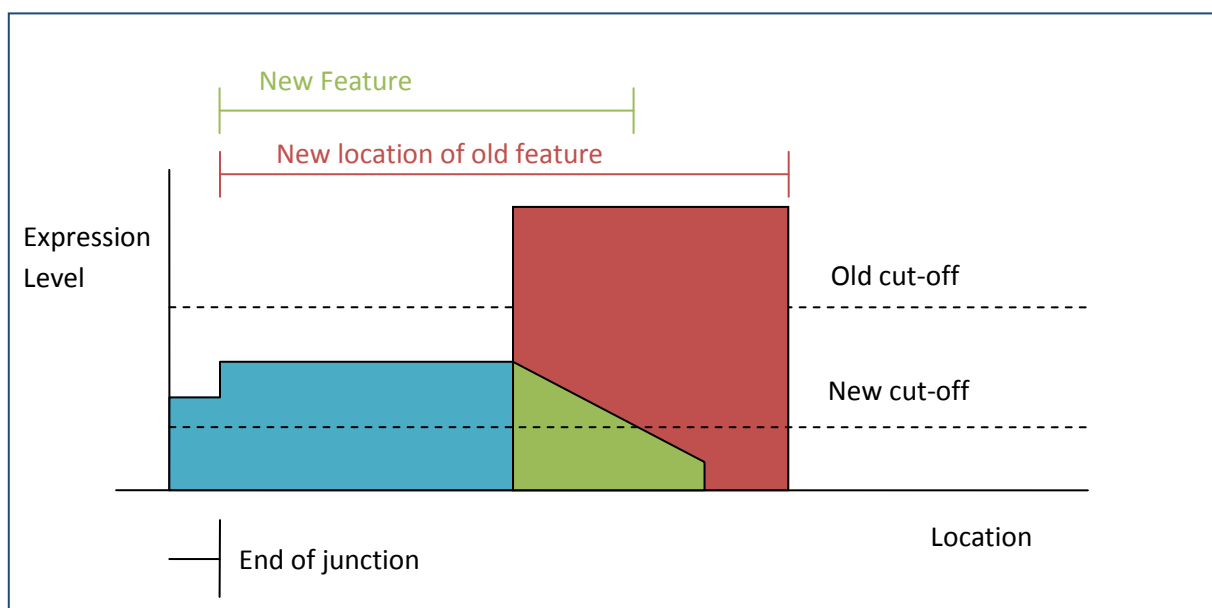 New Feature
New location of old feature
Expression
Level
Old cut-off
New cut-off
Location
End of junction